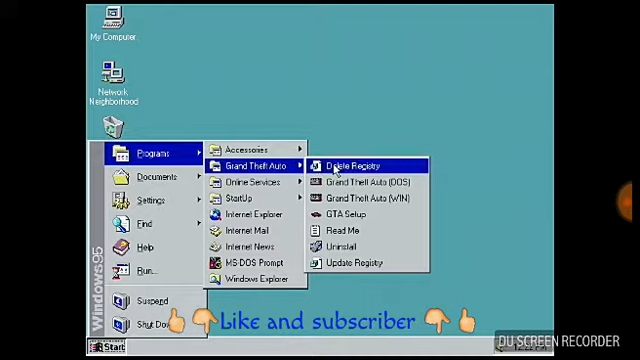 My Computer
Network
Neighborhood
Programs
Documents
Settings
Find
Help
Run...
Suspend
Shut Do
Windows95
Accessories
Grand Theft Auto
Online Services
StartUp
Internet Explorer
Internet Mail
Internet News
MS-DOS Prompt
Windows Explorer
Delete Registry
Grand Theft Auto (DOS)
Grand Theft Auto (WIN)
GTA Setup
Read Me
Uninstall
Update Registry
Like and subscriber
Start
DU SCREEN RECORDER